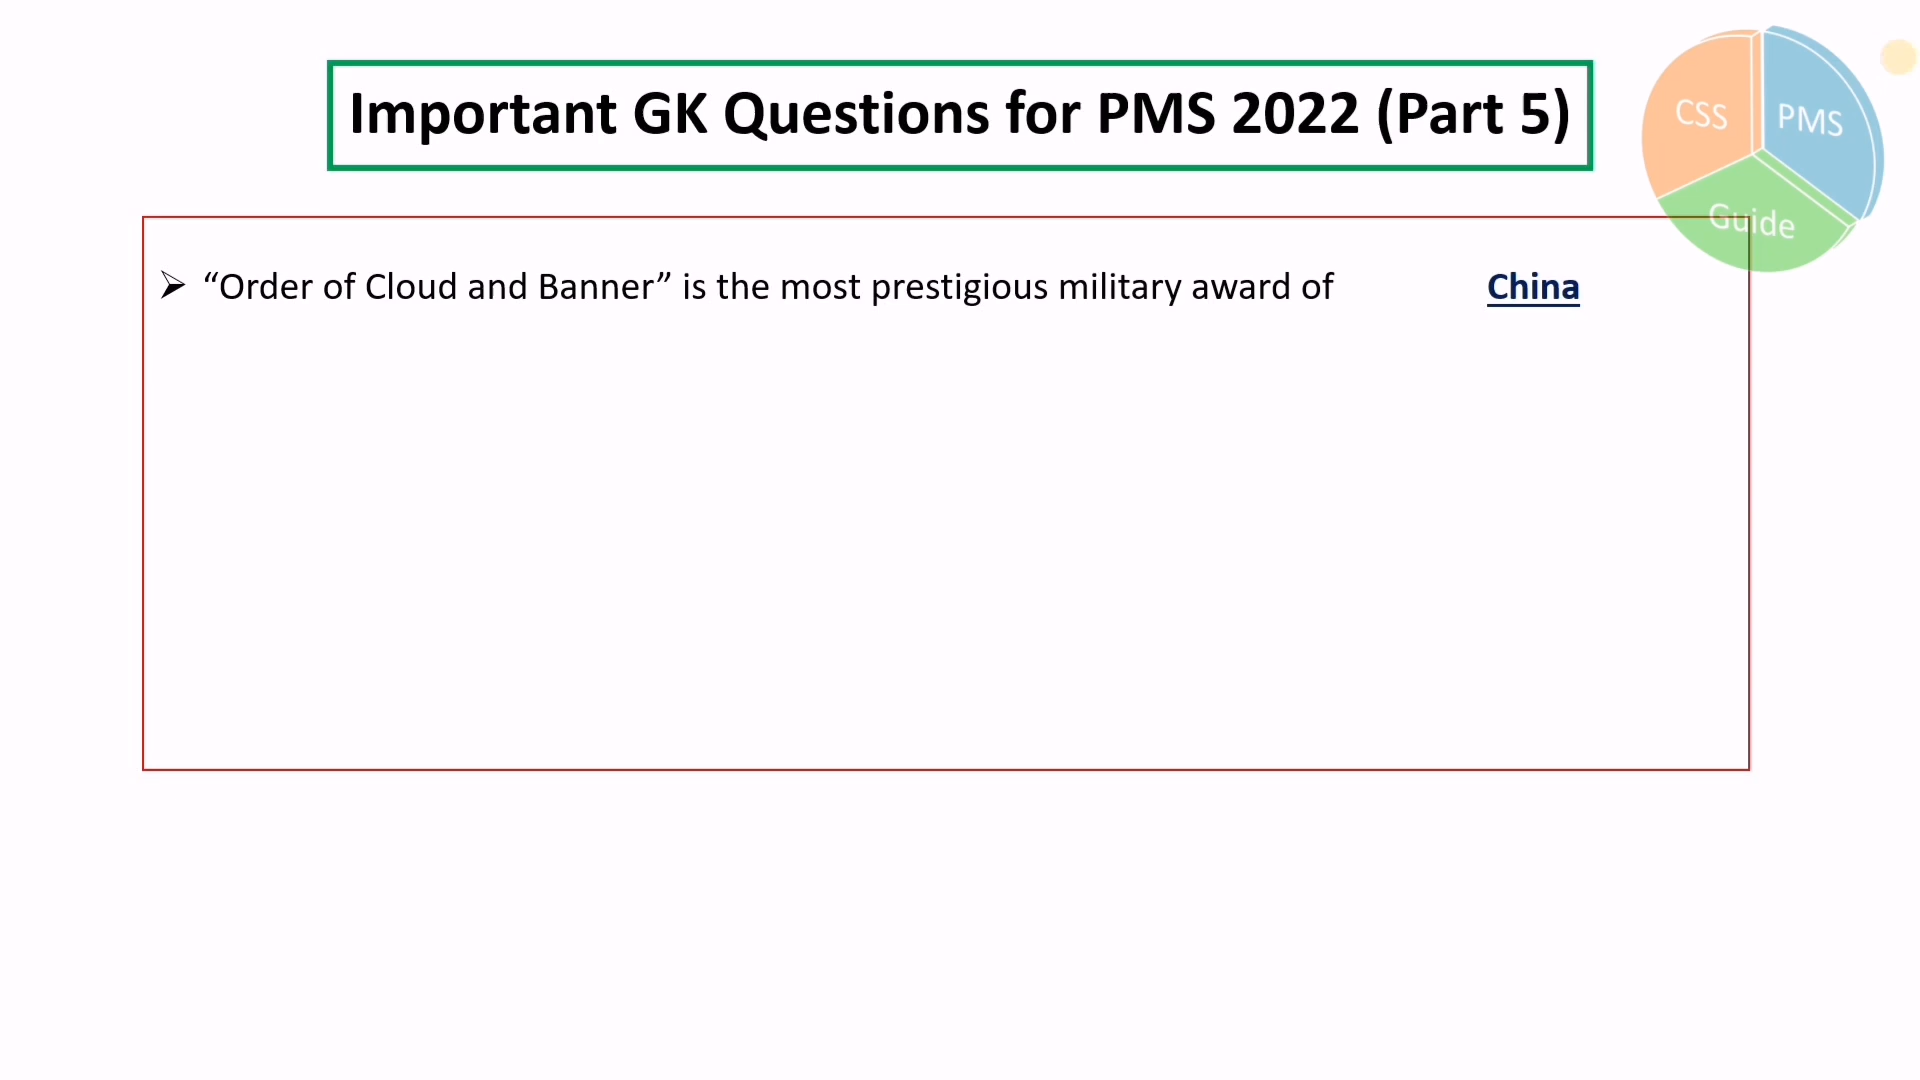 Important GK Questions for PMS 2022 (Part 5)
CSS
PMS
Guide
➢ “Order of Cloud and Banner” is the most prestigious military award of China